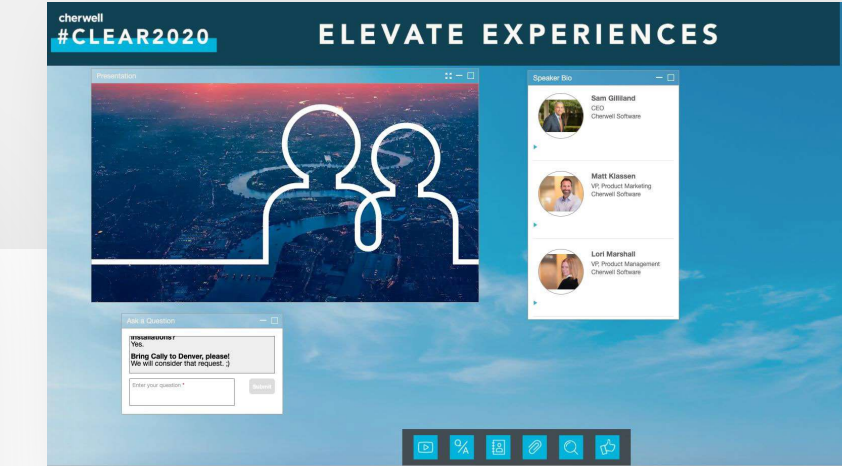 cherwell
#CLEAR2020
ELEVATE EXPERIENCES
Presentation
Speaker Bio
Sam Gilliland
CEO
Cherwell Software
Matt Klassen
VP, Product Marketing
Cherwell Software
Lori Marshall
VP, Product Management
Cherwell Software
Ask a Question
installations?
Yes.
Bring Cally to Denver, please!
We will consider that request. ;)
Enter your question *
Submit
Q/A